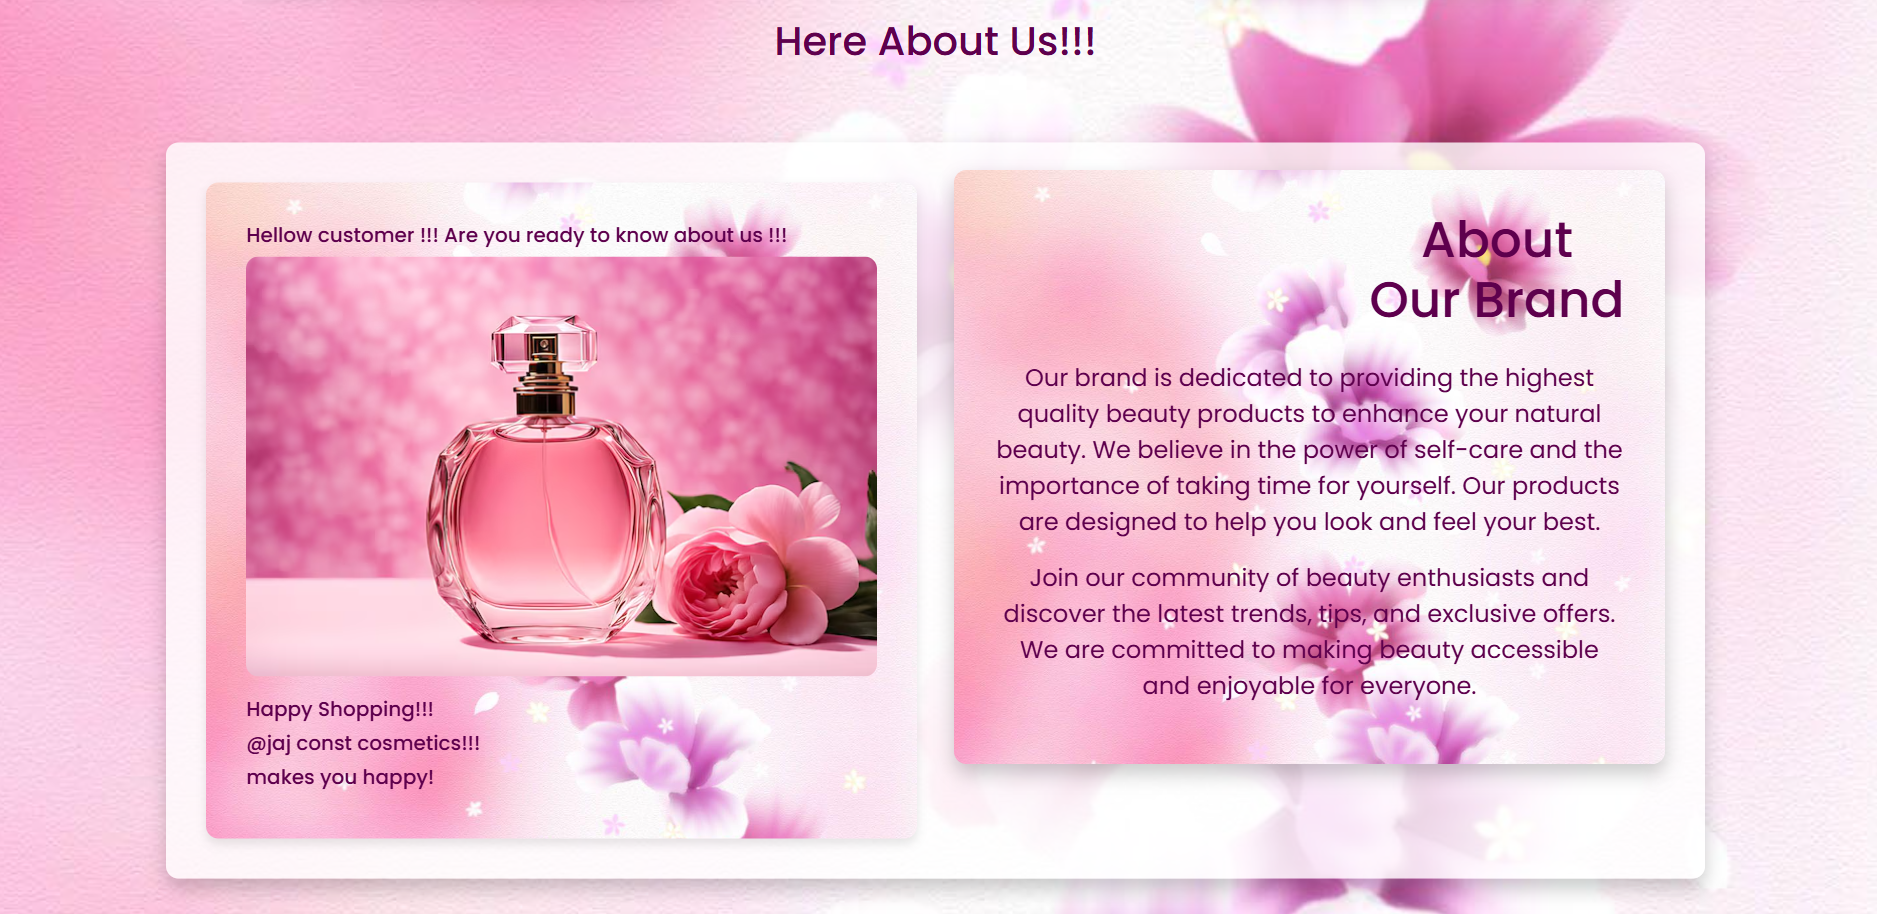 Here About Us!!!
Hellow customer !!! Are you ready to know about us !!!
Happy Shopping!!!
@jaj const cosmetics!!!
makes you happy!
About
Our Brand
Our brand is dedicated to providing the highest
quality beauty products to enhance your natural
beauty. We believe in the power of self-care and the
importance of taking time for yourself. Our products
are designed to help you look and feel your best.
Join our community of beauty enthusiasts and
discover the latest trends, tips, and exclusive offers.
We are committed to making beauty accessible
and enjoyable for everyone.